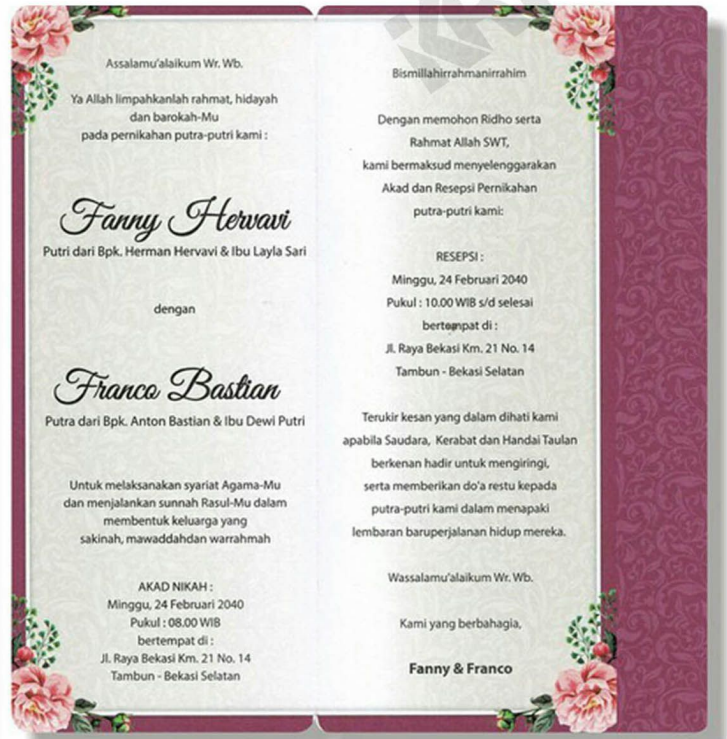 Assalamu'alaikum Wr. Wb.
Ya Allah limpahkanlah rahmat, hidayah
dan barokah-Mu
pada pernikahan putra-putri kami :
Fanny Hervavi
Putri dari Bpk. Herman Hervavi & Ibu Layla Sari
dengan
Franco Bastian
Putra dari Bpk. Anton Bastian & Ibu Dewi Putri
Untuk melaksanakan syariat Agama-Mu
dan menjalankan sunnah Rasul-Mu dalam
membentuk keluarga yang
sakinah, mawaddahdan warrahmah
AKAD NIKAH :
Minggu, 24 Februari 2040
Pukul : 08.00 WIB
bertempat di :
Jl. Raya Bekasi Km. 21 No. 14
Tambun - Bekasi Selatan
Bismillahirrahmanirrahim
Dengan memohon Ridho serta
Rahmat Allah SWT,
kami bermaksud menyelenggarakan
Akad dan Resepsi Pernikahan
putra-putri kami:
RESEPSI :
Minggu, 24 Februari 2040
Pukul : 10.00 WIB s/d selesai
bertempat di :
Jl. Raya Bekasi Km. 21 No. 14
Tambun - Bekasi Selatan
Terukir kesan yang dalam dihati kami
apabila Saudara, Kerabat dan Handai Taulan
berkenan hadir untuk mengiringi,
serta memberikan do'a restu kepada
putra-putri kami dalam menapaki
lembaran baruperjalanan hidup mereka.
Wassalamu'alaikum Wr. Wb.
Kami yang berbahagia,
Fanny & Franco